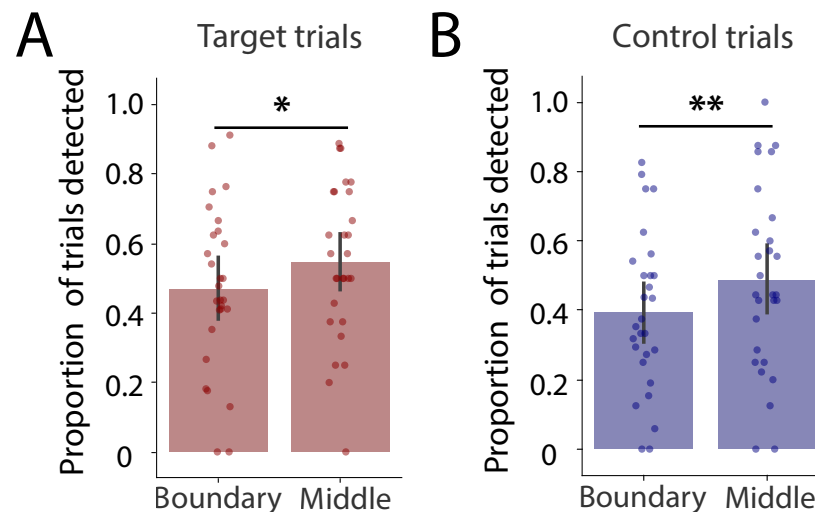 A
Target trials
Proportion of trials detected
1.0
0.8
0.6
0.4
0.2
0
*
Boundary
Middle
B
Control trials
Proportion of trials detected
1.0
0.8
0.6
0.4
0.2
0
**
Boundary
Middle